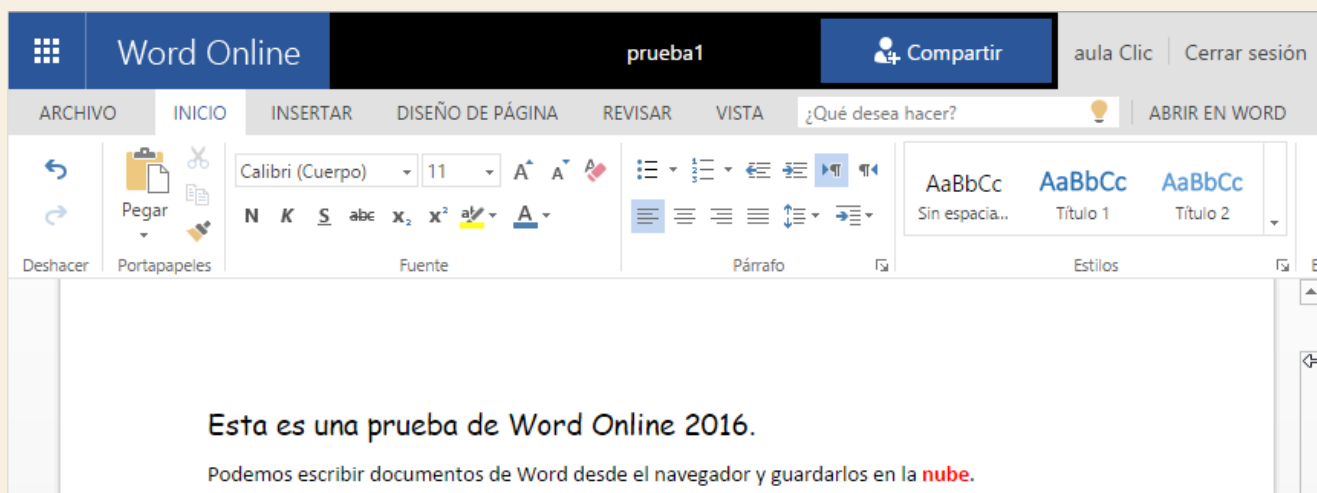 Word Online prueba1 Compartir aula Clic Cerrar sesión
ARCHIVO INICIO INSERTAR DISEÑO DE PÁGINA REVISAR VISTA ¿Qué desea hacer? ABRIR EN WORD
Calibri (Cuerpo) 11 A A
Pegar N K S abc x₂ x² aby A
AaBbCc AaBbCc AaBbCc
Sin espacia... Título 1 Título 2
Deshacer Portapapeles Fuente Párrafo Estilos
Esta es una prueba de Word Online 2016.
Podemos escribir documentos de Word desde el navegador y guardarlos en la nube.